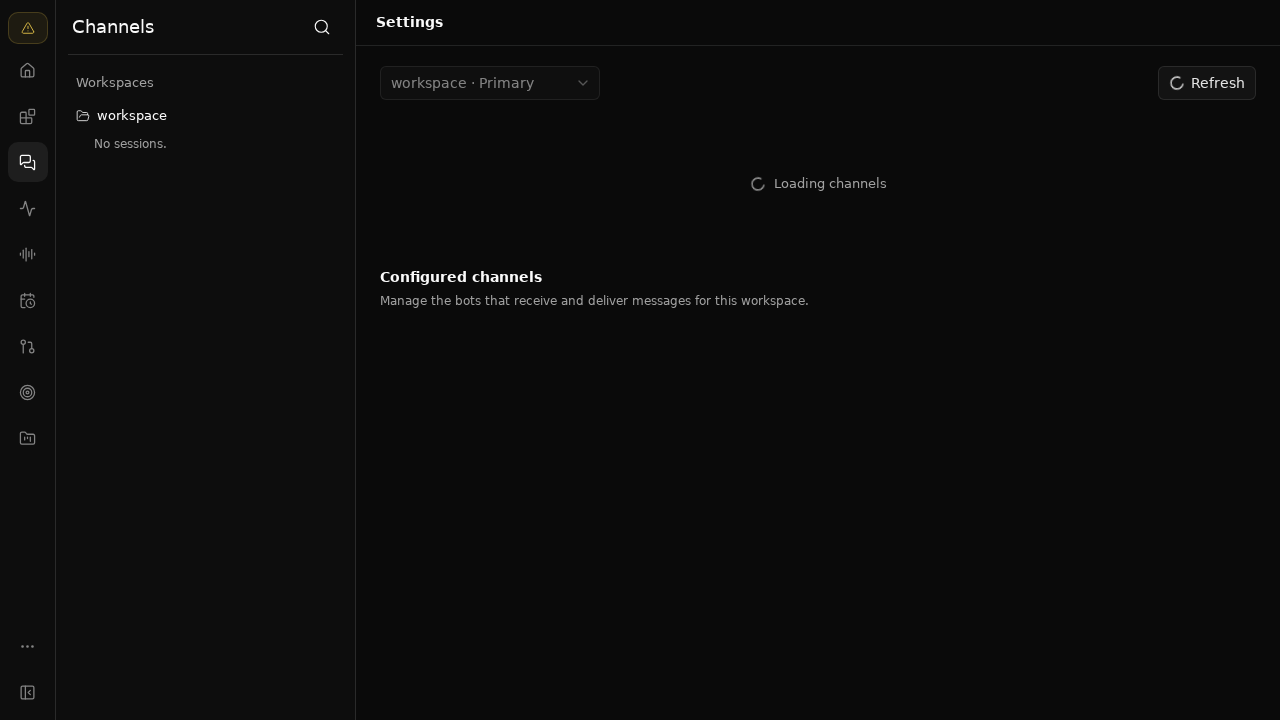 Channels
Settings
Workspaces
workspace
No sessions.
workspace · Primary
Refresh
Loading channels
Configured channels
Manage the bots that receive and deliver messages for this workspace.